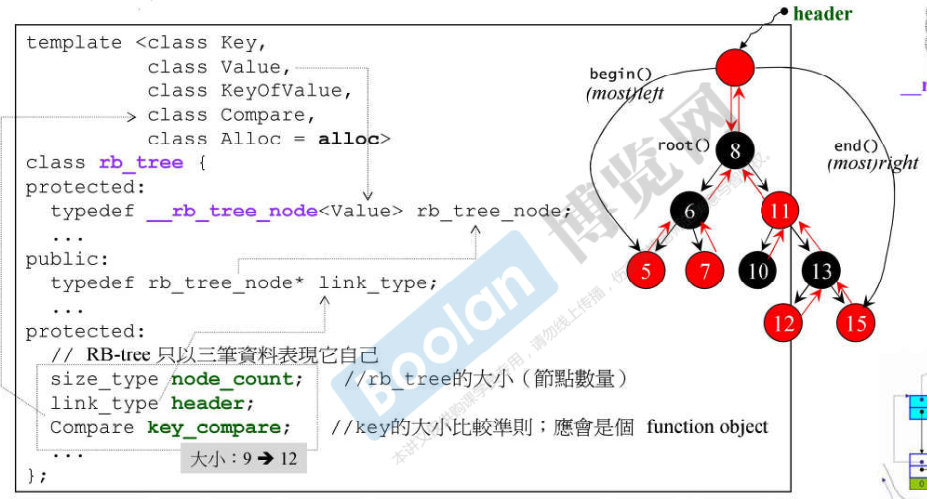 header
template <class Key,
class Value,
class KeyOfValue,
class Compare,
class Alloc = alloc>
class rb_tree {
protected:
typedef __rb_tree_node<Value> rb_tree_node;
...
public:
typedef rb_tree_node* link_type;
...
protected:
// RB-tree 只以三筆資料表現它自己
size_type node_count; //rb_tree的大小（節點數量）
link_type header;
Compare key_compare; //key的大小比較準則；應會是個 function object
...
大小：9 ➔ 12
};
begin()
(most)left
root()
end()
(most)right
8
6
11
5
7
10
13
12
15
Boolan
博览网
0